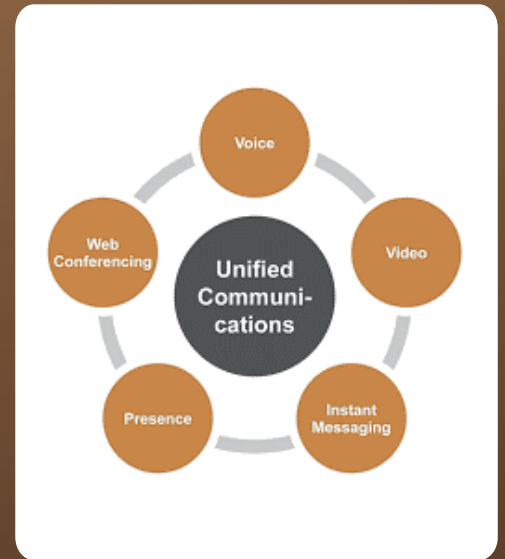 Voice
Video
Instant
Messaging
Presence
Web
Conferencing
Unified
Communi-
cations